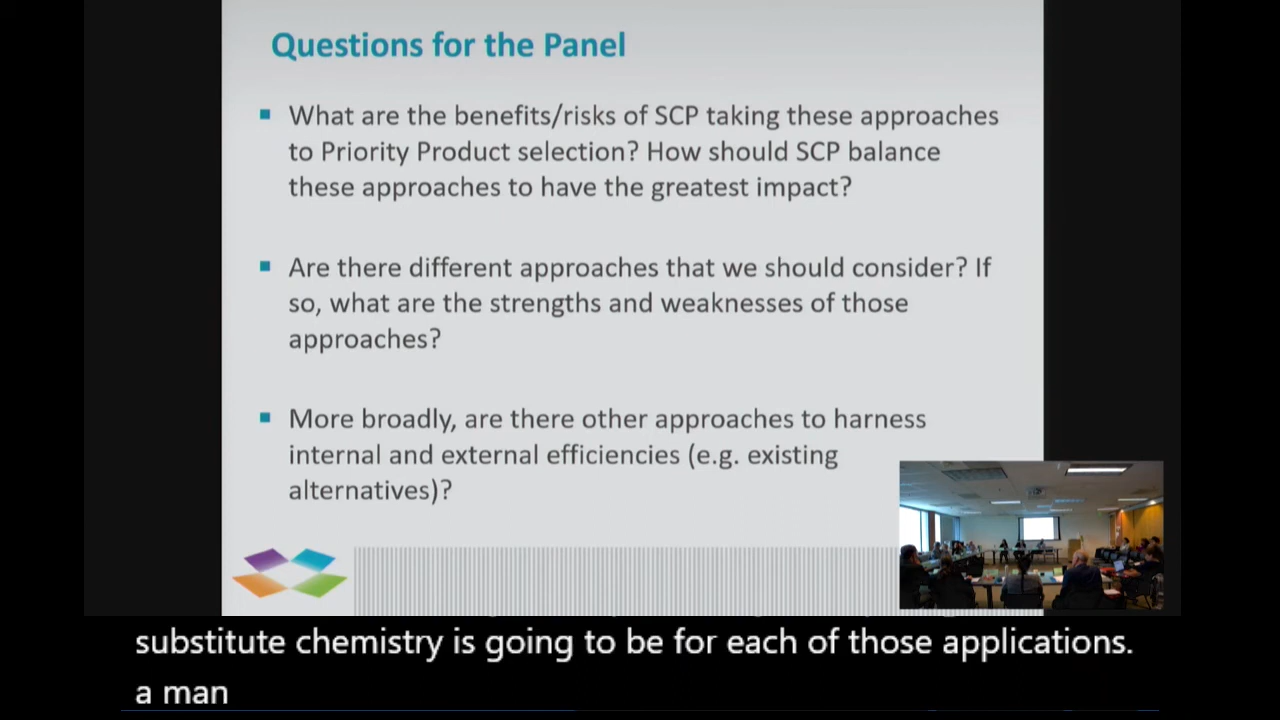 Questions for the Panel
What are the benefits/risks of SCP taking these approaches
to Priority Product selection? How should SCP balance
these approaches to have the greatest impact?
Are there different approaches that we should consider? If
so, what are the strengths and weaknesses of those
approaches?
More broadly, are there other approaches to harness
internal and external efficiencies (e.g. existing
alternatives)?
substitute chemistry is going to be for each of those applications.
a man